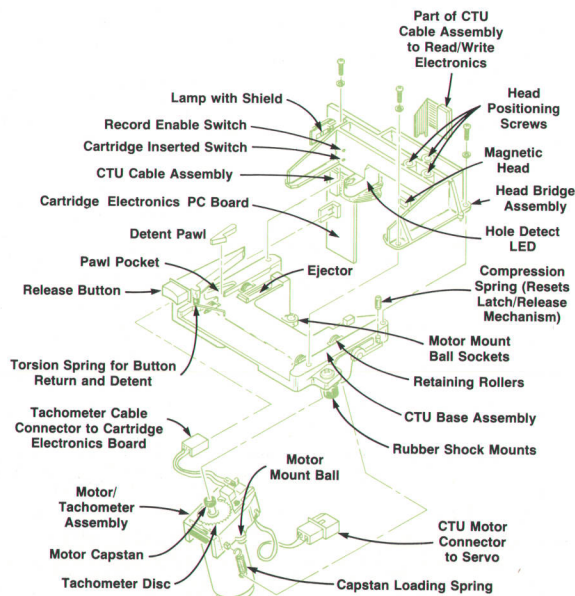 Part of CTU
Cable Assembly
to Read/Write
Electronics
Lamp with Shield
Head
Positioning
Screws
Record Enable Switch
Cartridge Inserted Switch
Magnetic
Head
CTU Cable Assembly
Head Bridge
Assembly
Cartridge Electronics PC Board
Hole Detect
LED
Detent Pawl
Pawl Pocket
Ejector
Compression
Spring (Resets
Latch/Release
Mechanism)
Release Button
Motor Mount
Ball Sockets
Torsion Spring for Button
Return and Detent
Retaining Rollers
CTU Base Assembly
Tachometer Cable
Connector to Cartridge
Electronics Board
Rubber Shock Mounts
Motor
Mount Ball
Motor/
Tachometer
Assembly
CTU Motor
Connector
to Servo
Motor Capstan
Tachometer Disc
Capstan Loading Spring